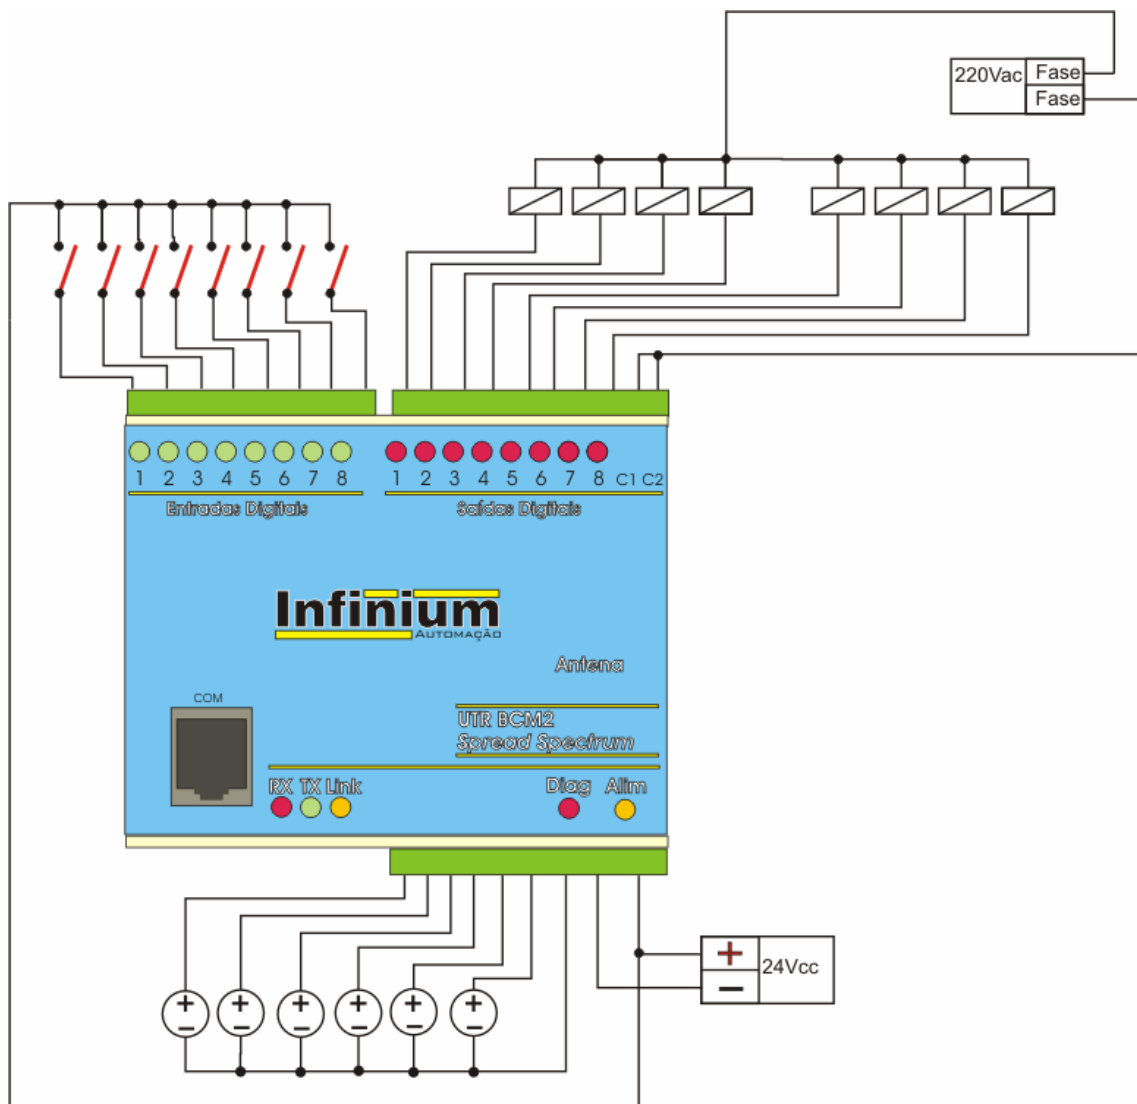 220Vac
Fase
Fase
1 2 3 4 5 6 7 8
Entradas Digitais
1 2 3 4 5 6 7 8 C1 C2
Saídas Digitais
Infinium
AUTOMAÇÃO
Antena
COM
UTR BCM2
Spread Spectrum
RX TX Link
Diag Alim
+
−
24Vcc
+ + + + + +
− − − − − −